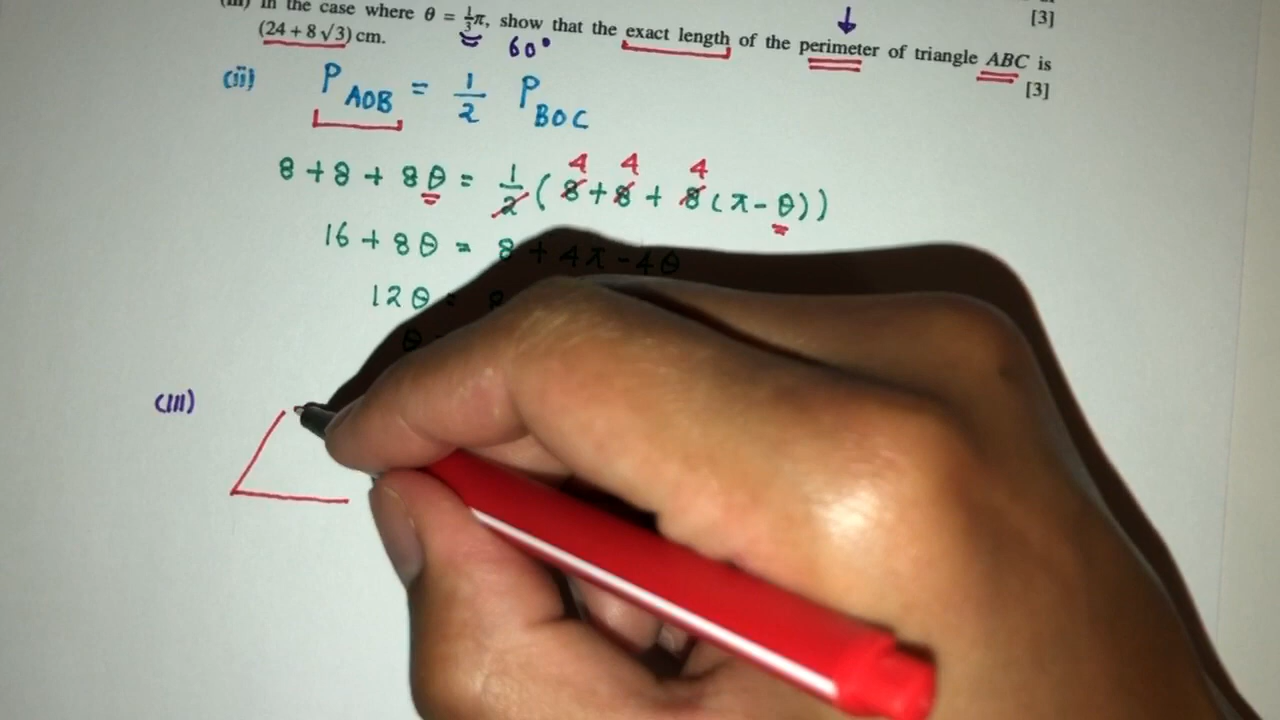 (iii) In the case where θ = 1/3 π, show that the exact length of the perimeter of triangle ABC is
[3]
(24 + 8√3) cm.
60°
[3]
(ii) P AOB = 1/2 P BOC
8 + 8 + 8θ = 1/2 ( 8 + 8 + 8 (π - θ))
4 4 4
16 + 8θ = 8 + 4π - 4θ
12θ =
θ
(III)